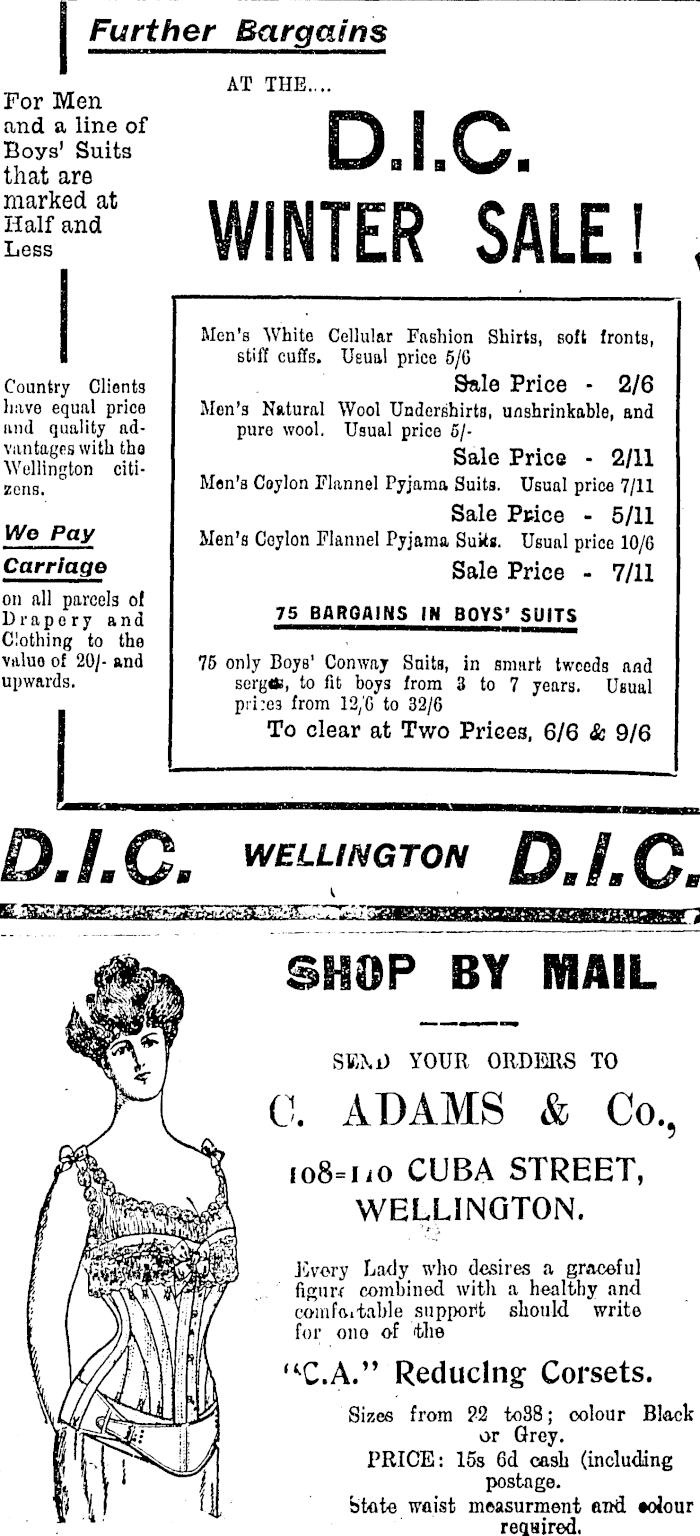 Further Bargains
AT THE....
D.I.C.
WINTER SALE!
For Men
and a line of
Boys' Suits
that are
marked at
Half and
Less
Country Clients
have equal price
and quality ad-
vantages with the
Wellington citi-
zens.
We Pay
Carriage
on all parcels of
Drapery and
Clothing to the
value of 20/- and
upwards.
Men's White Cellular Fashion Shirts, soft fronts,
stiff cuffs. Usual price 5/6
Sale Price - 2/6
Men's Natural Wool Undershirts, unshrinkable, and
pure wool. Usual price 5/-
Sale Price - 2/11
Men's Ceylon Flannel Pyjama Suits. Usual price 7/11
Sale Price - 5/11
Men's Ceylon Flannel Pyjama Suits. Usual price 10/6
Sale Price - 7/11
75 BARGAINS IN BOYS' SUITS
75 only Boys' Conway Suits, in smart tweeds and
serges, to fit boys from 3 to 7 years. Usual
prices from 12/6 to 32/6
To clear at Two Prices, 6/6 & 9/6
D.I.C. WELLINGTON D.I.C.
SHOP BY MAIL
SEND YOUR ORDERS TO
C. ADAMS & Co.,
108=110 CUBA STREET,
WELLINGTON.
Every Lady who desires a graceful
figure combined with a healthy and
comfortable support should write
for one of the
"C.A." Reducing Corsets.
Sizes from 22 to38; colour Black
or Grey.
PRICE: 15s 6d cash (including
postage.
State waist measurment and colour
required.